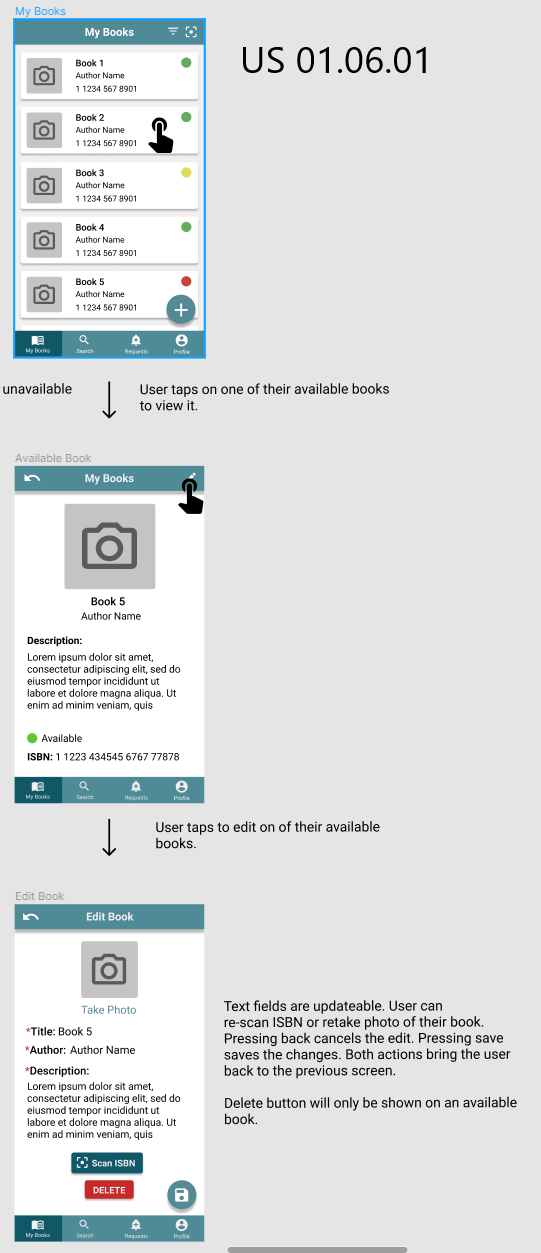 My Books
My Books
US 01.06.01
Book 1
Author Name
1 1234 567 8901
Book 2
Author Name
1 1234 567 8901
Book 3
Author Name
1 1234 567 8901
Book 4
Author Name
1 1234 567 8901
Book 5
Author Name
1 1234 567 8901
My Books Search Requests Profile
unavailable
User taps on one of their available books
to view it.
Available Book
My Books
Book 5
Author Name
Description:
Lorem ipsum dolor sit amet,
consectetur adipiscing elit, sed do
eiusmod tempor incididunt ut
labore et dolore magna aliqua. Ut
enim ad minim veniam, quis
Available
ISBN: 1 1223 434545 6767 77878
My Books Search Requests Profile
User taps to edit on of their available
books.
Edit Book
Edit Book
Take Photo
*Title: Book 5
*Author: Author Name
*Description:
Lorem ipsum dolor sit amet,
consectetur adipiscing elit, sed do
eiusmod tempor incididunt ut
labore et dolore magna aliqua. Ut
enim ad minim veniam, quis
Scan ISBN
DELETE
My Books Search Requests Profile
Text fields are updateable. User can
re-scan ISBN or retake photo of their book.
Pressing back cancels the edit. Pressing save
saves the changes. Both actions bring the user
back to the previous screen.
Delete button will only be shown on an available
book.